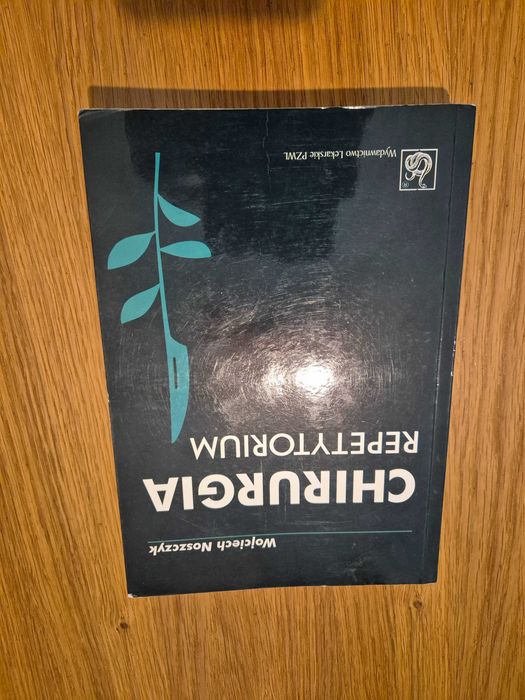 Wojciech Noszczyk
CHIRURGIA
REPETYTORIUM
Wydawnictwo Lekarskie PZWL
®